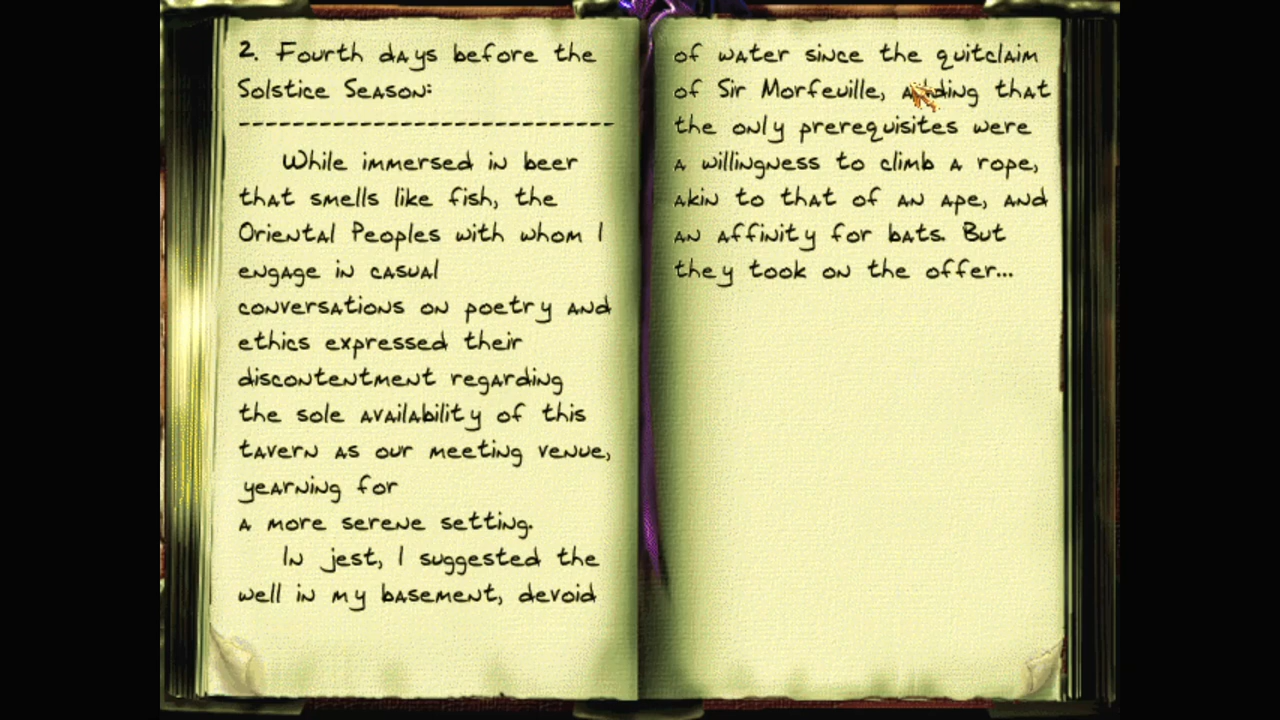 2. Fourth days before the
Solstice Season:
------------------------------
While immersed in beer
that smells like fish, the
Oriental Peoples with whom I
engage in casual
conversations on poetry and
ethics expressed their
discontentment regarding
the sole availability of this
tavern as our meeting venue,
yearning for
a more serene setting.
In jest, I suggested the
well in my basement, devoid
of water since the quitclaim
of Sir Morfeuille, adding that
the only prerequisites were
a willingness to climb a rope,
akin to that of an ape, and
an affinity for bats. But
they took on the offer...